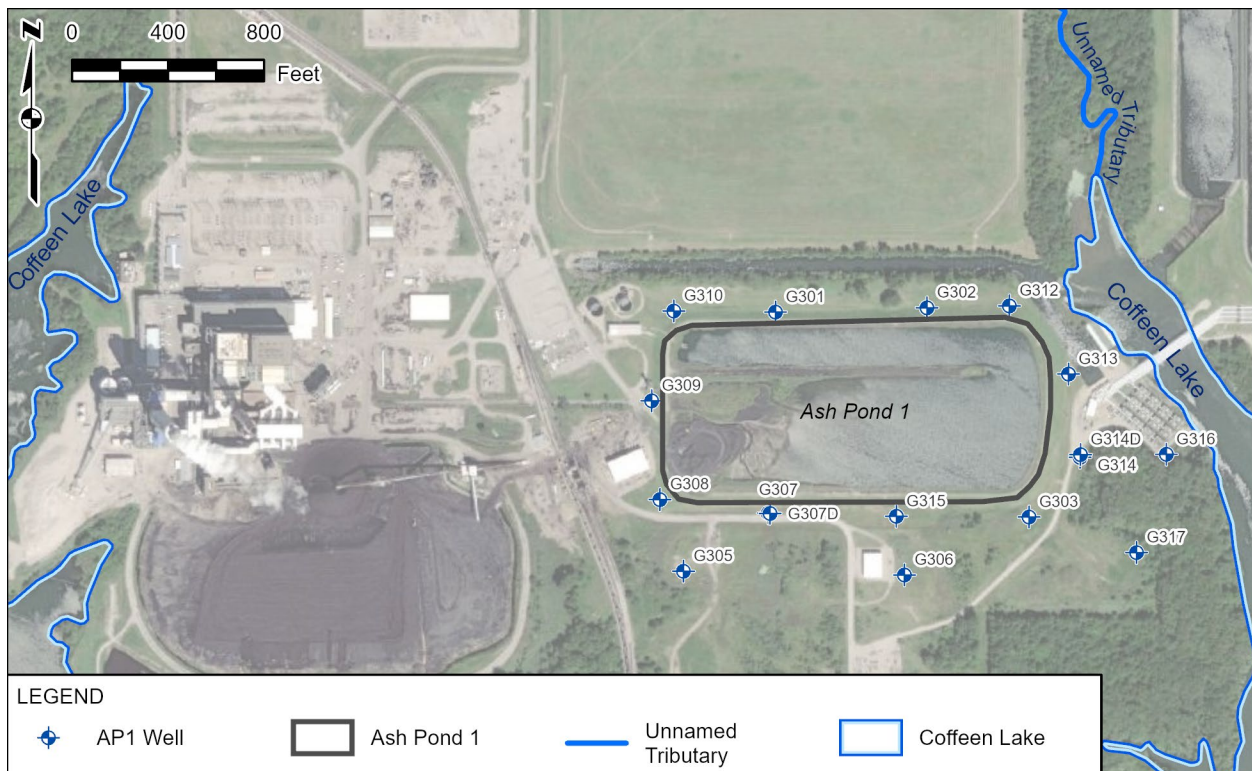 N
0 400 800
Feet
Unnamed Tributary
Coffeen Lake
Coffeen Lake
G310
G301
G302
G312
G313
G309
Ash Pond 1
G314D
G314
G316
G308
G307
G307D
G315
G303
G317
G305
G306
LEGEND
AP1 Well
Ash Pond 1
Unnamed
Tributary
Coffeen Lake